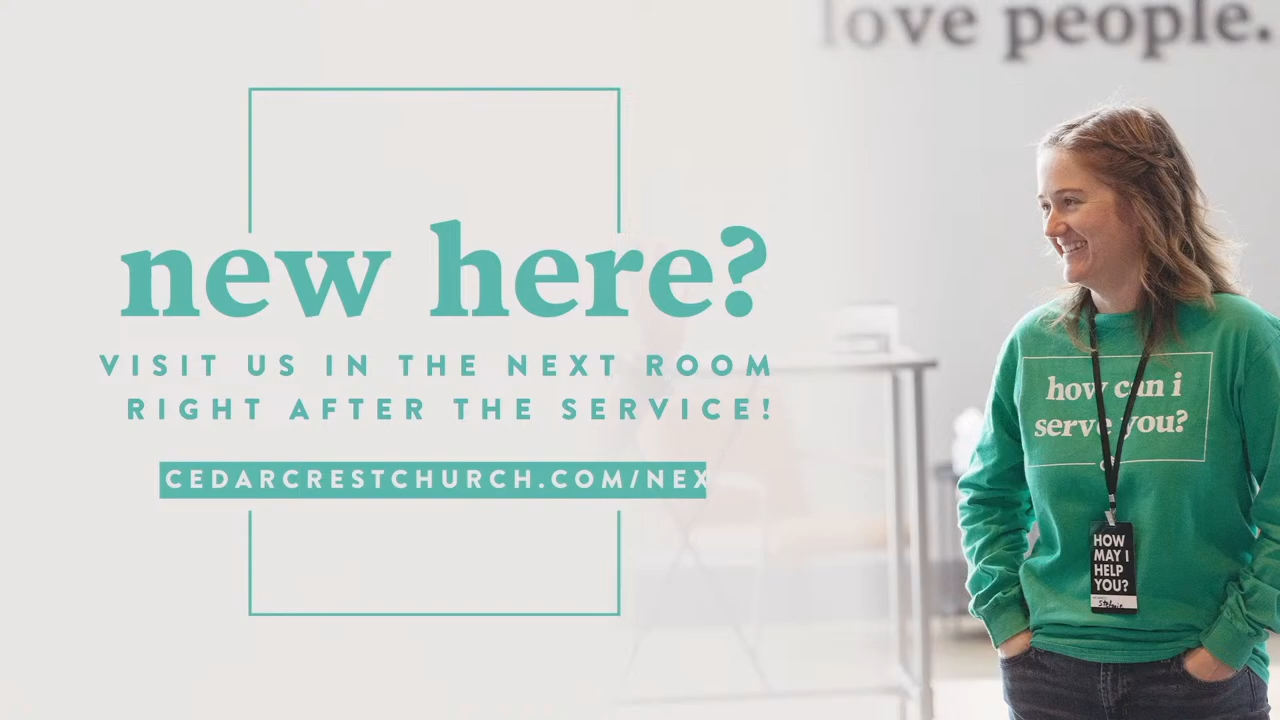 love people.
new here?
VISIT US IN THE NEXT ROOM
RIGHT AFTER THE SERVICE!
CEDARCRESTCHURCH.COM/NEX
how can i
serve you?
HOW
MAY I
HELP
YOU?